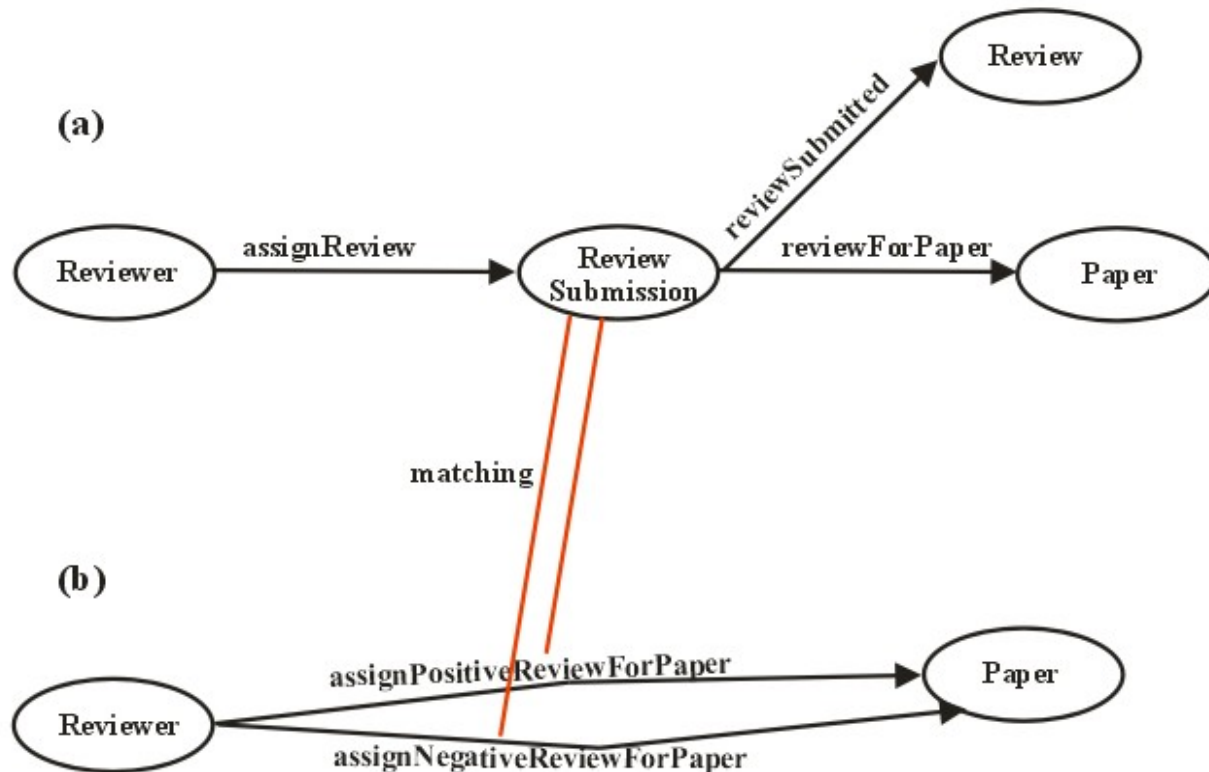 Review
(a)
reviewSubmitted
assignReview
reviewForPaper
Reviewer
Review
Submission
Paper
matching
(b)
assignPositiveReviewForPaper
Paper
Reviewer
assignNegativeReviewForPaper